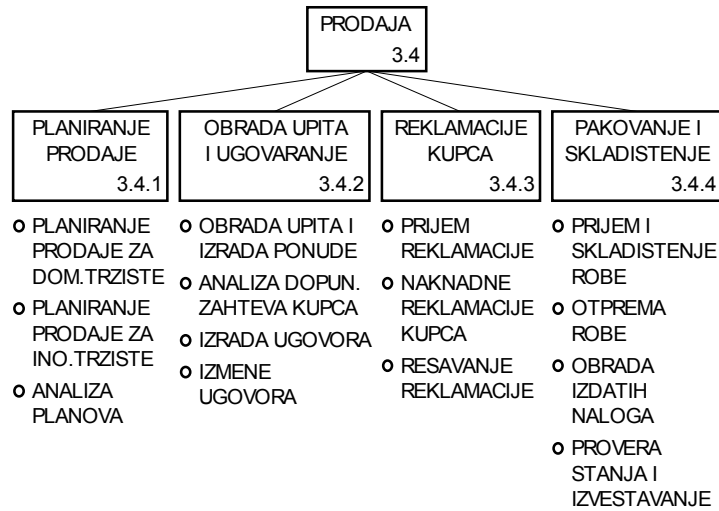 PRODAJA
3.4
PLANIRANJE
PRODAJE
3.4.1
OBRADA UPITA
I UGOVARANJE
3.4.2
REKLAMACIJE
KUPCA
3.4.3
PAKOVANJE I
SKLADISTENJE
3.4.4
PLANIRANJE
PRODAJE ZA
DOM.TRZISTE
PLANIRANJE
PRODAJE ZA
INO.TRZISTE
ANALIZA
PLANOVA
OBRADA UPITA I
IZRADA PONUDE
ANALIZA DOPUN.
ZAHTEVA KUPCA
IZRADA UGOVORA
IZMENE
UGOVORA
PRIJEM
REKLAMACIJE
NAKNADNE
REKLAMACIJE
KUPCA
RESAVANJE
REKLAMACIJE
PRIJEM I
SKLADISTENJE
ROBE
OTPREMA
ROBE
OBRADA
IZDATIH
NALOGA
PROVERA
STANJA I
IZVESTAVANJE